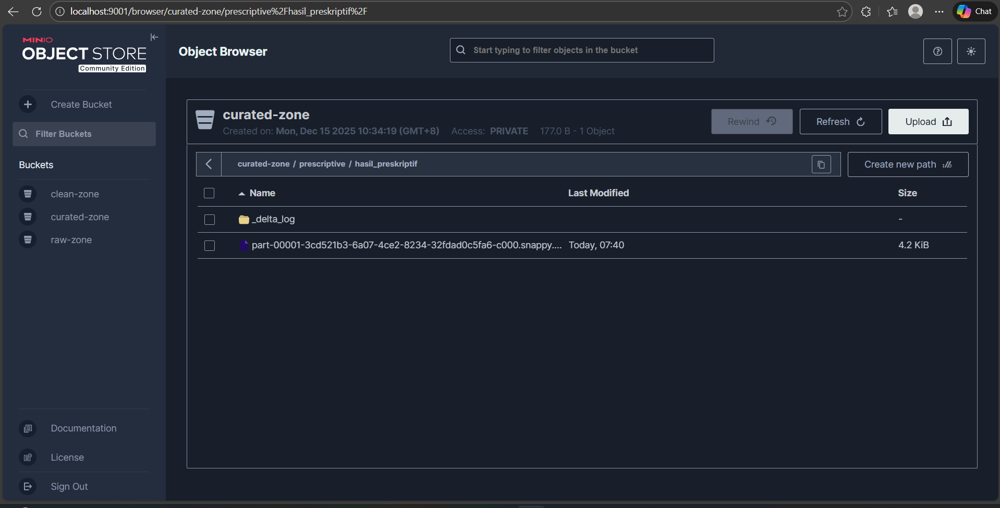 localhost:9001/browser/curated-zone/prescriptive%2Fhasil_preskriptif%2F
Chat
MINIO
OBJECT STORE
Community Edition
Object Browser
Start typing to filter objects in the bucket
Create Bucket
Filter Buckets
Buckets
clean-zone
curated-zone
raw-zone
Documentation
License
Sign Out
curated-zone
Created on: Mon, Dec 15 2025 10:34:19 (GMT+8) Access: PRIVATE 177.0 B - 1 Object
Rewind
Refresh
Upload
curated-zone / prescriptive / hasil_preskriptif
Create new path
Name Last Modified Size
_delta_log -
part-00001-3cd521b3-6a07-4ce2-8234-32fdad0c5fa6-c000.snappy.... Today, 07:40 4.2 KiB